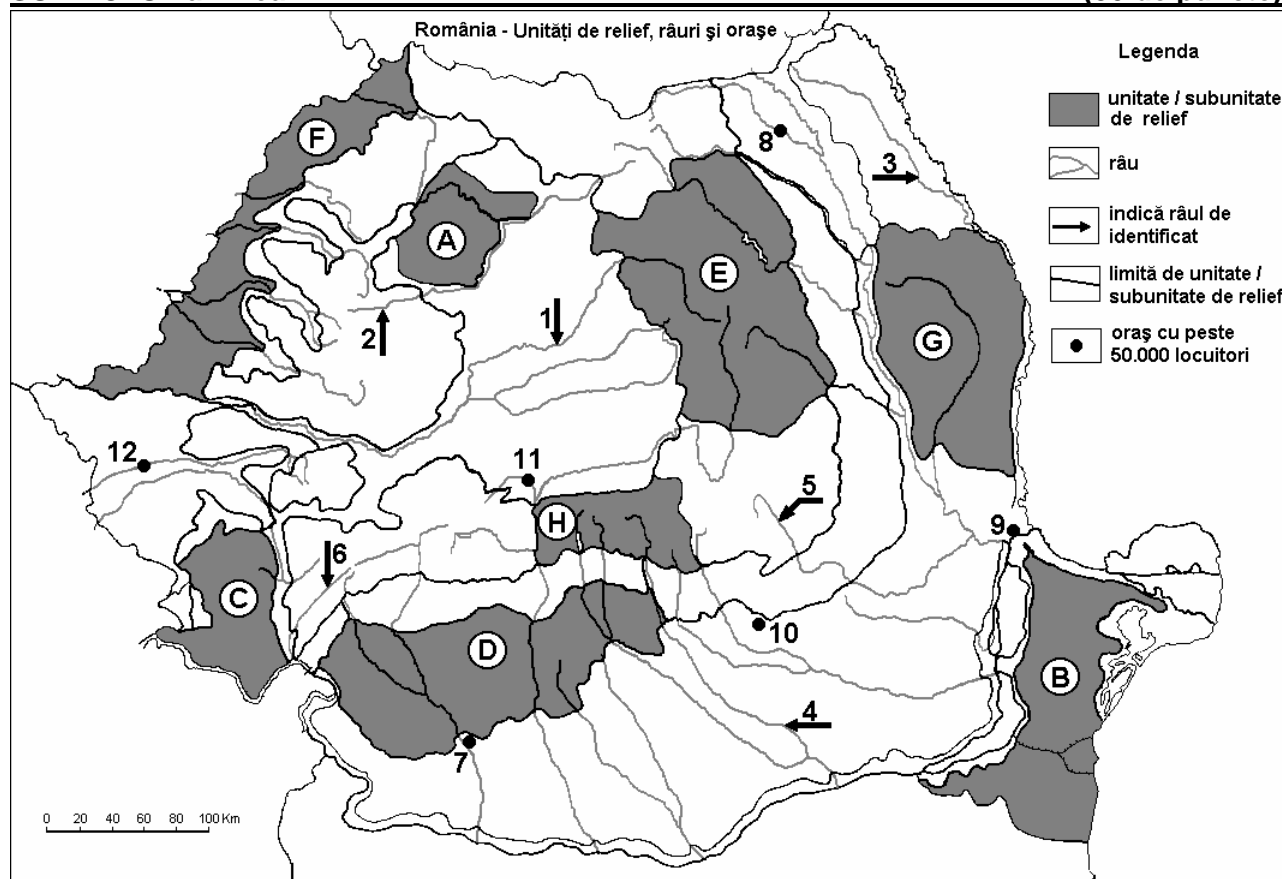 România - Unități de relief, râuri și orașe
Legenda
unitate / subunitate
de relief
râu
indică râul de
identificat
limită de unitate /
subunitate de relief
oraș cu peste
50.000 locuitori
F
8
3
A
E
1
2
G
12
11
5
H
9
6
C
10
D
B
4
7
0 20 40 60 80 100 Km